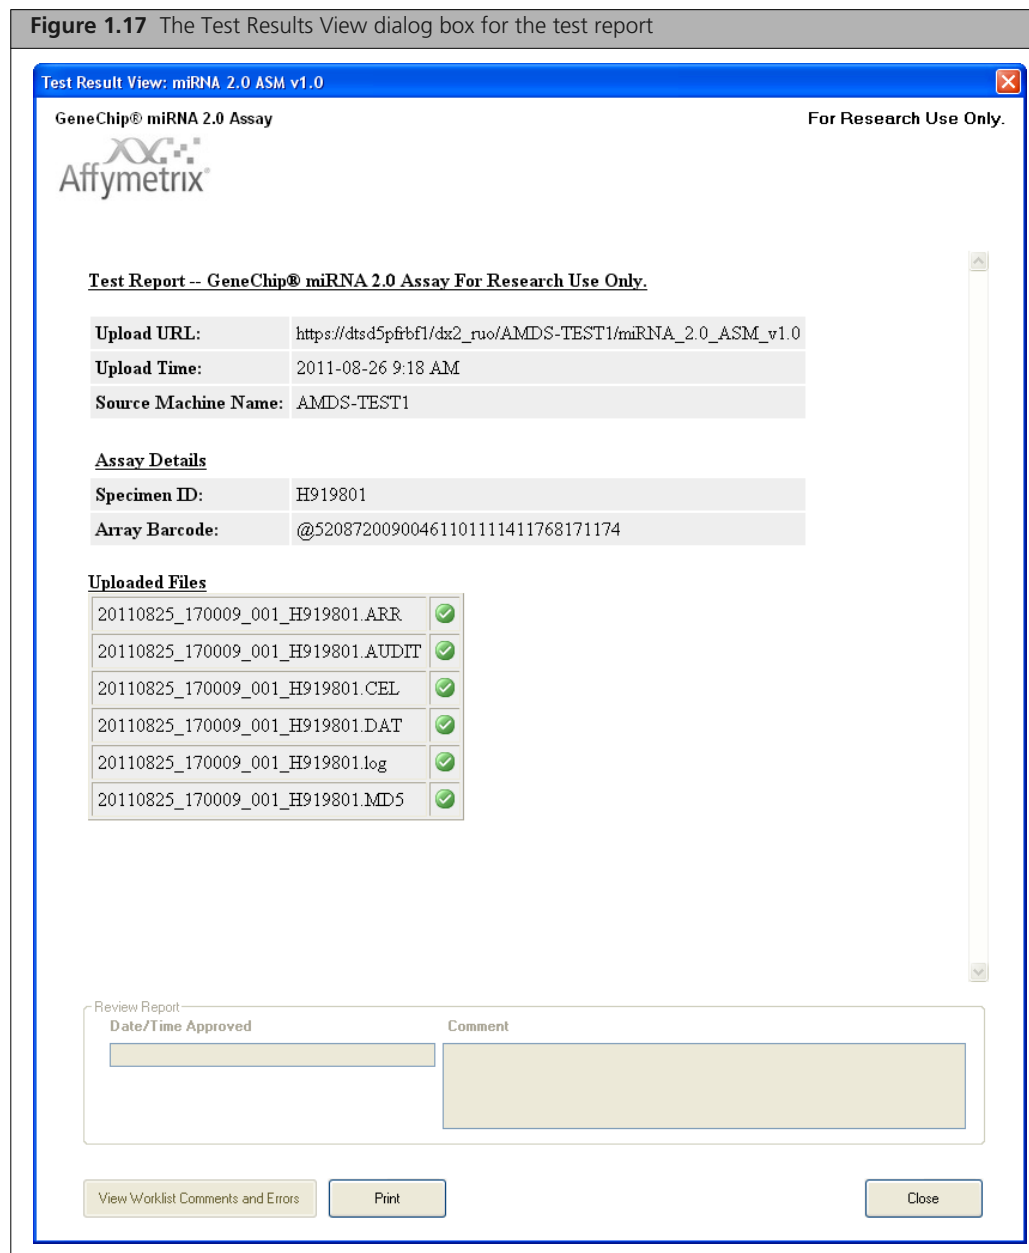 Figure 1.17 The Test Results View dialog box for the test report
Test Result View: miRNA 2.0 ASM v1.0
GeneChip® miRNA 2.0 Assay
For Research Use Only.
Affymetrix®
Test Report -- GeneChip® miRNA 2.0 Assay For Research Use Only.
Upload URL: https://dtsd5pfrbf1/dx2_ruo/AMDS-TEST1/miRNA_2.0_ASM_v1.0
Upload Time: 2011-08-26 9:18 AM
Source Machine Name: AMDS-TEST1
Assay Details
Specimen ID: H919801
Array Barcode: @52087200900461101111411768171174
Uploaded Files
20110825_170009_001_H919801.ARR
20110825_170009_001_H919801.AUDIT
20110825_170009_001_H919801.CEL
20110825_170009_001_H919801.DAT
20110825_170009_001_H919801.log
20110825_170009_001_H919801.MD5
Review Report
Date/Time Approved Comment
View Worklist Comments and Errors Print Close